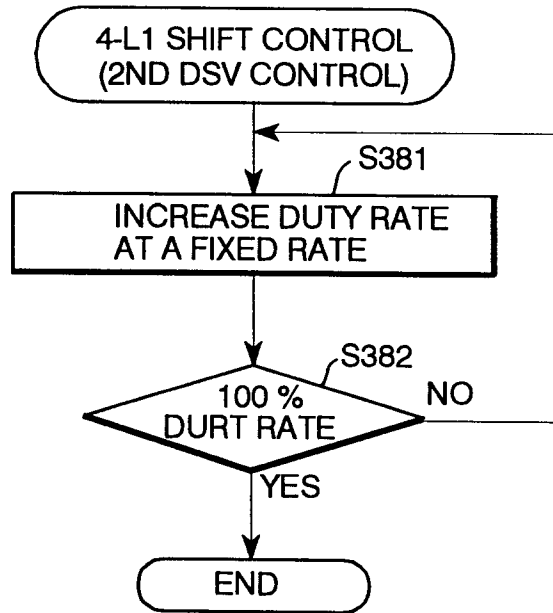 4-L1 SHIFT CONTROL
(2ND DSV CONTROL)
S381
INCREASE DUTY RATE
AT A FIXED RATE
S382
100 %
DURT RATE
NO
YES
END